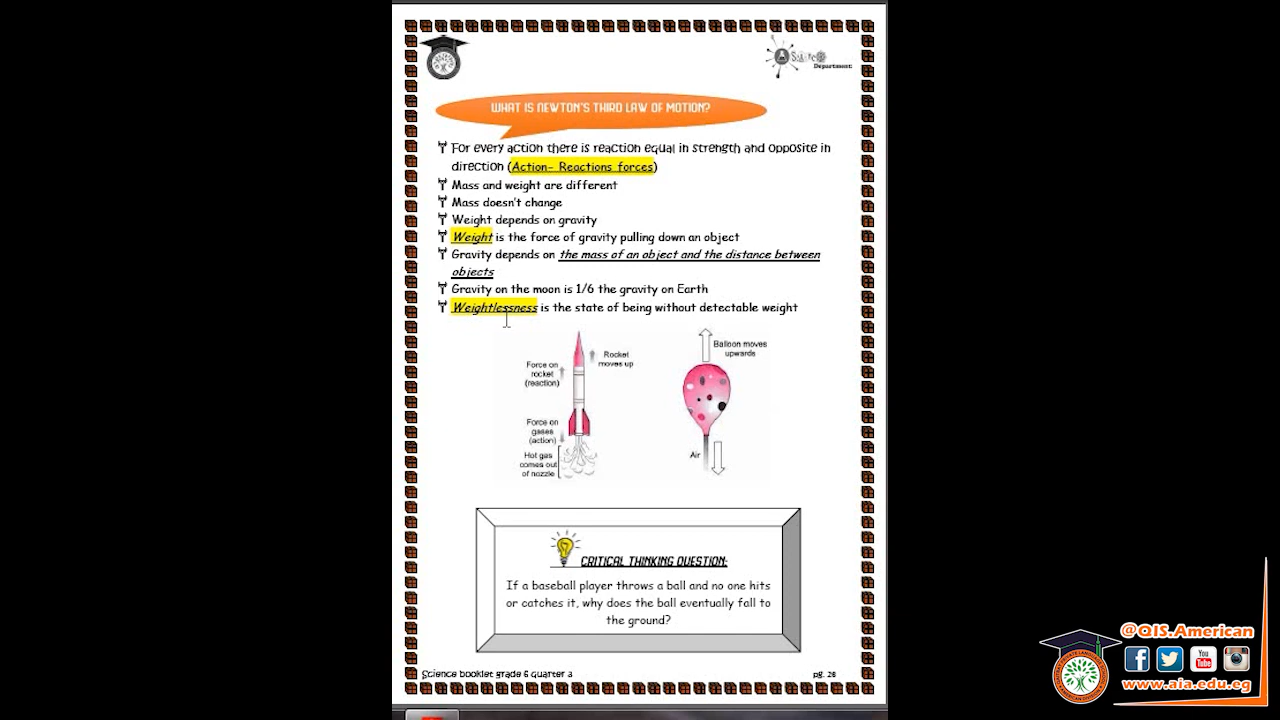 Science
Department
WHAT IS NEWTON'S THIRD LAW OF MOTION?
For every action there is reaction equal in strength and opposite in
direction (Action- Reactions forces)
Mass and weight are different
Mass doesn't change
Weight depends on gravity
Weight is the force of gravity pulling down an object
Gravity depends on the mass of an object and the distance between
objects
Gravity on the moon is 1/6 the gravity on Earth
Weightlessness is the state of being without detectable weight
Rocket
moves up
Force on
rocket
(reaction)
Force on
gases
(action)
Hot gas
comes out
of nozzle
Balloon moves
upwards
Air
CRITICAL THINKING QUESTION:
If a baseball player throws a ball and no one hits
or catches it, why does the ball eventually fall to
the ground?
Science booklet grade 6 quarter 3
pg. 28
@QIS.American
You
Tube
www.aia.edu.eg